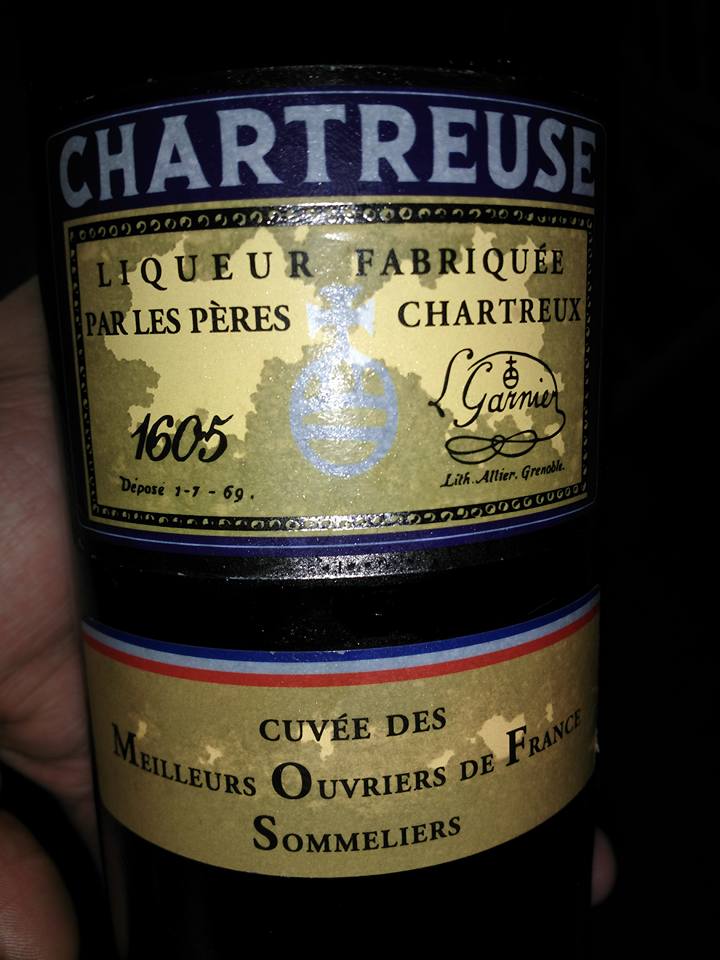 CHARTREUSE
LIQUEUR FABRIQUÉE
PAR LES PÈRES CHARTREUX
L Garnier
1605
Déposé 1-7-69.
Lith. Allier. Grenoble.
CUVÉE DES
MEILLEURS OUVRIERS DE FRANCE
SOMMELIERS